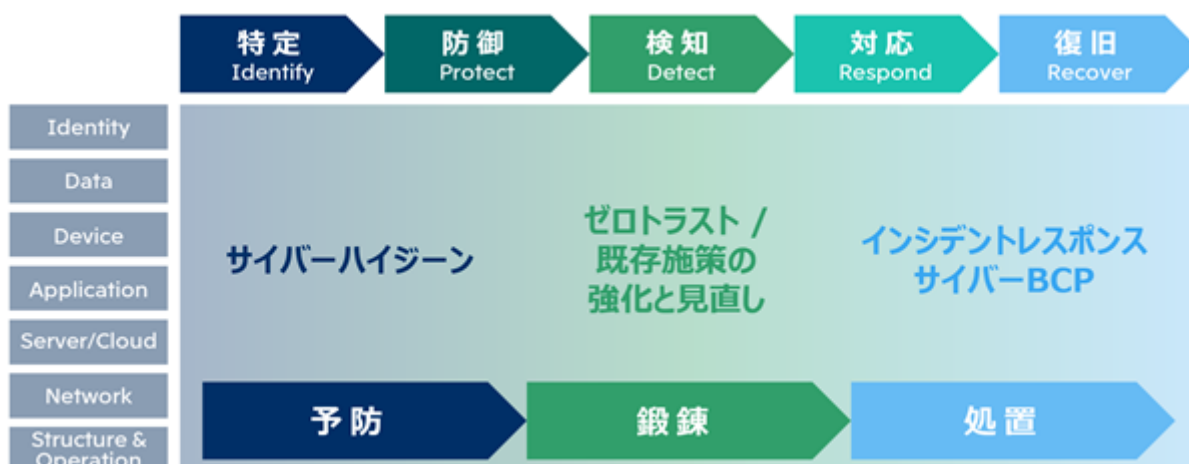 特定
Identify
防御
Protect
検知
Detect
対応
Respond
復旧
Recover
Identity
Data
Device
Application
Server/Cloud
Network
Structure &
Operation
サイバーハイジーン
ゼロトラスト /
既存施策の
強化と見直し
インシデントレスポンス
サイバーBCP
予防
鍛錬
処置